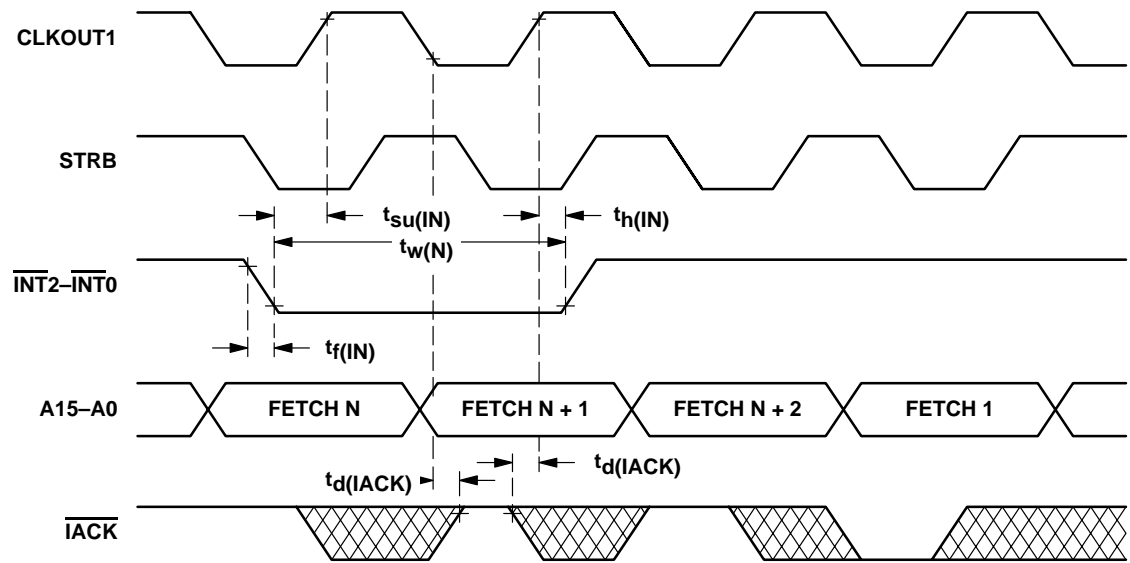 CLKOUT1
STRB
tsu(IN)
th(IN)
tw(N)
INT2–INT0
tf(IN)
A15–A0
FETCH N
FETCH N + 1
FETCH N + 2
FETCH 1
td(IACK)
td(IACK)
IACK